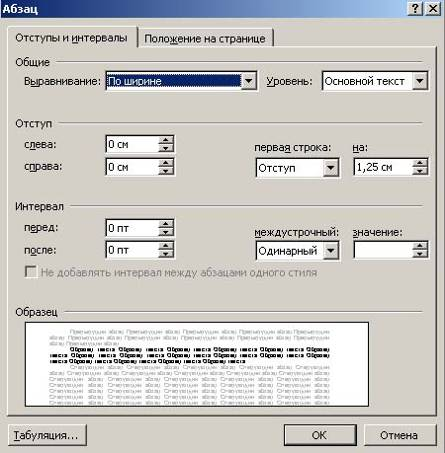 Абзац
Отступы и интервалы Положение на странице
Общие
Выравнивание: По ширине Уровень: Основной текст
Отступ
слева: 0 см первая строка: на:
справа: 0 см Отступ 1,25 см
Интервал
перед: 0 пт междустрочный: значение:
после: 0 пт Одинарный
Не добавлять интервал между абзацами одного стиля
Образец
Табуляция... ОК Отмена